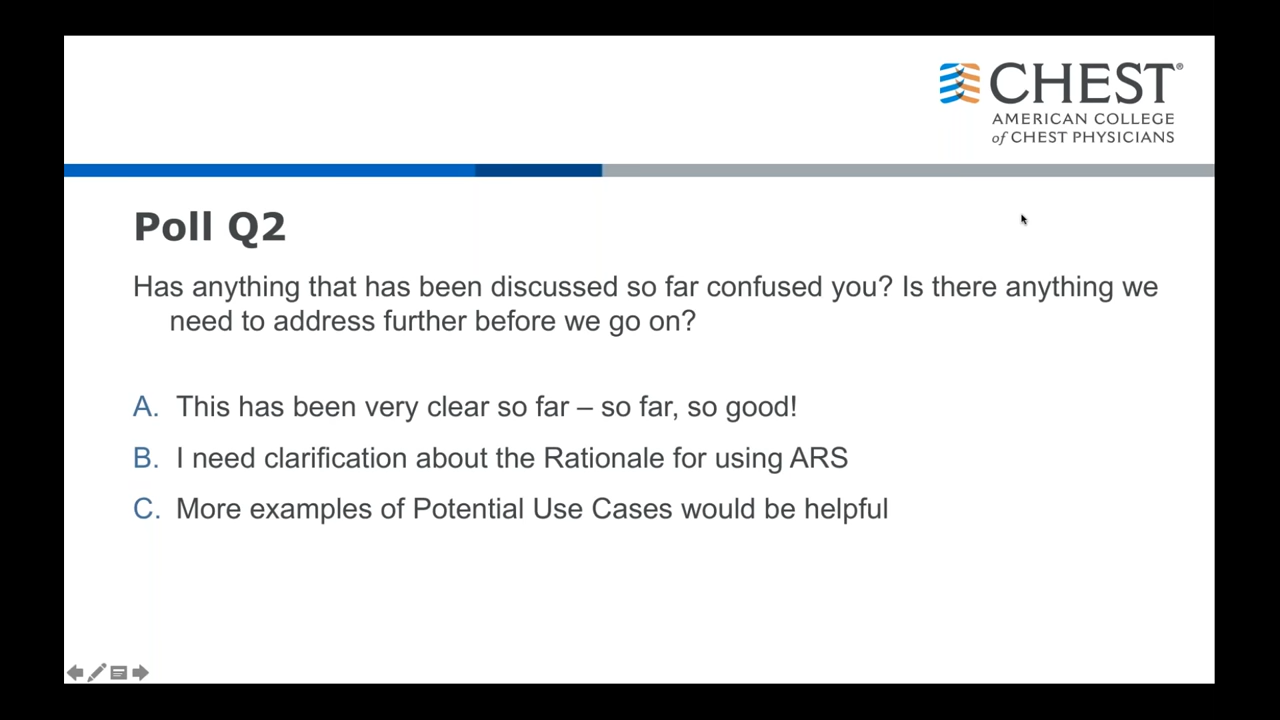 CHEST®
AMERICAN COLLEGE
of CHEST PHYSICIANS
Poll Q2
Has anything that has been discussed so far confused you? Is there anything we
need to address further before we go on?
A. This has been very clear so far – so far, so good!
B. I need clarification about the Rationale for using ARS
C. More examples of Potential Use Cases would be helpful